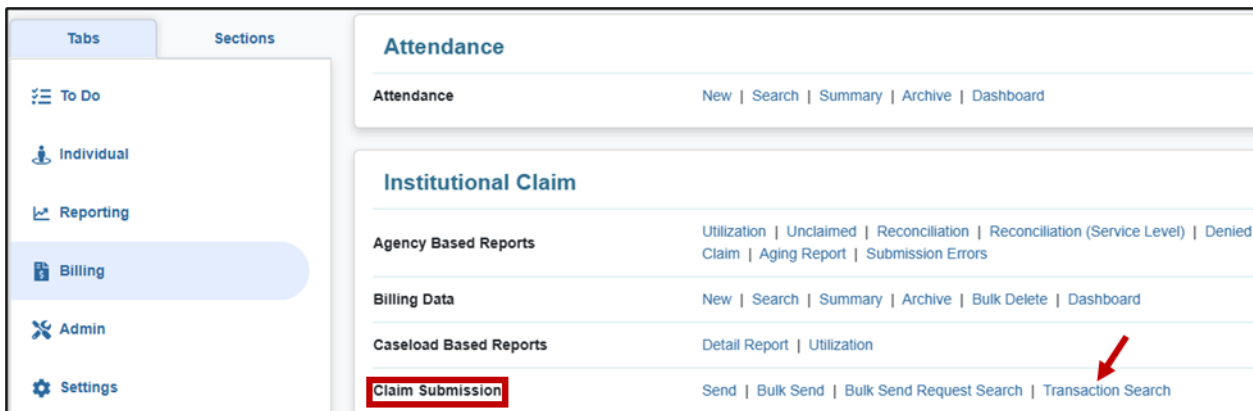 Tabs Sections
To Do
Individual
Reporting
Billing
Admin
Settings
Attendance
Attendance New | Search | Summary | Archive | Dashboard
Institutional Claim
Agency Based Reports Utilization | Unclaimed | Reconciliation | Reconciliation (Service Level) | Denied
Claim | Aging Report | Submission Errors
Billing Data New | Search | Summary | Archive | Bulk Delete | Dashboard
Caseload Based Reports Detail Report | Utilization
Claim Submission Send | Bulk Send | Bulk Send Request Search | Transaction Search